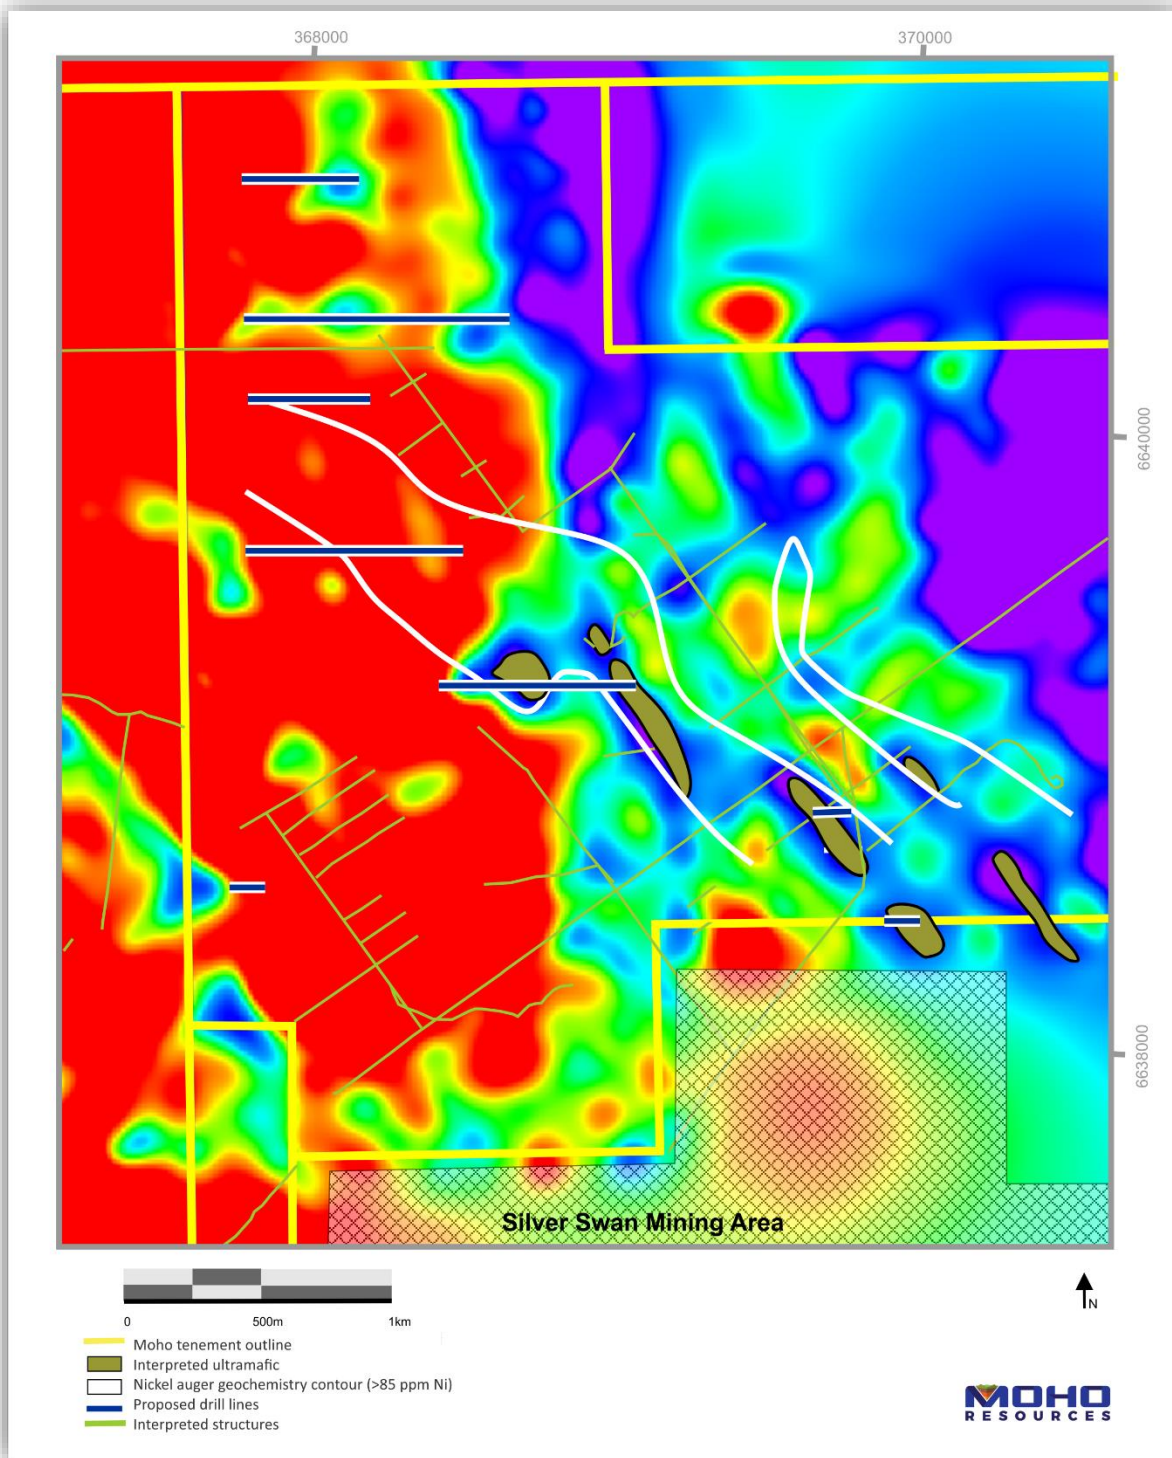 368000
370000
6640000
6638000
Silver Swan Mining Area
0 500m 1km
N
Moho tenement outline
Interpreted ultramafic
Nickel auger geochemistry contour (>85 ppm Ni)
Proposed drill lines
Interpreted structures
MOHO
RESOURCES